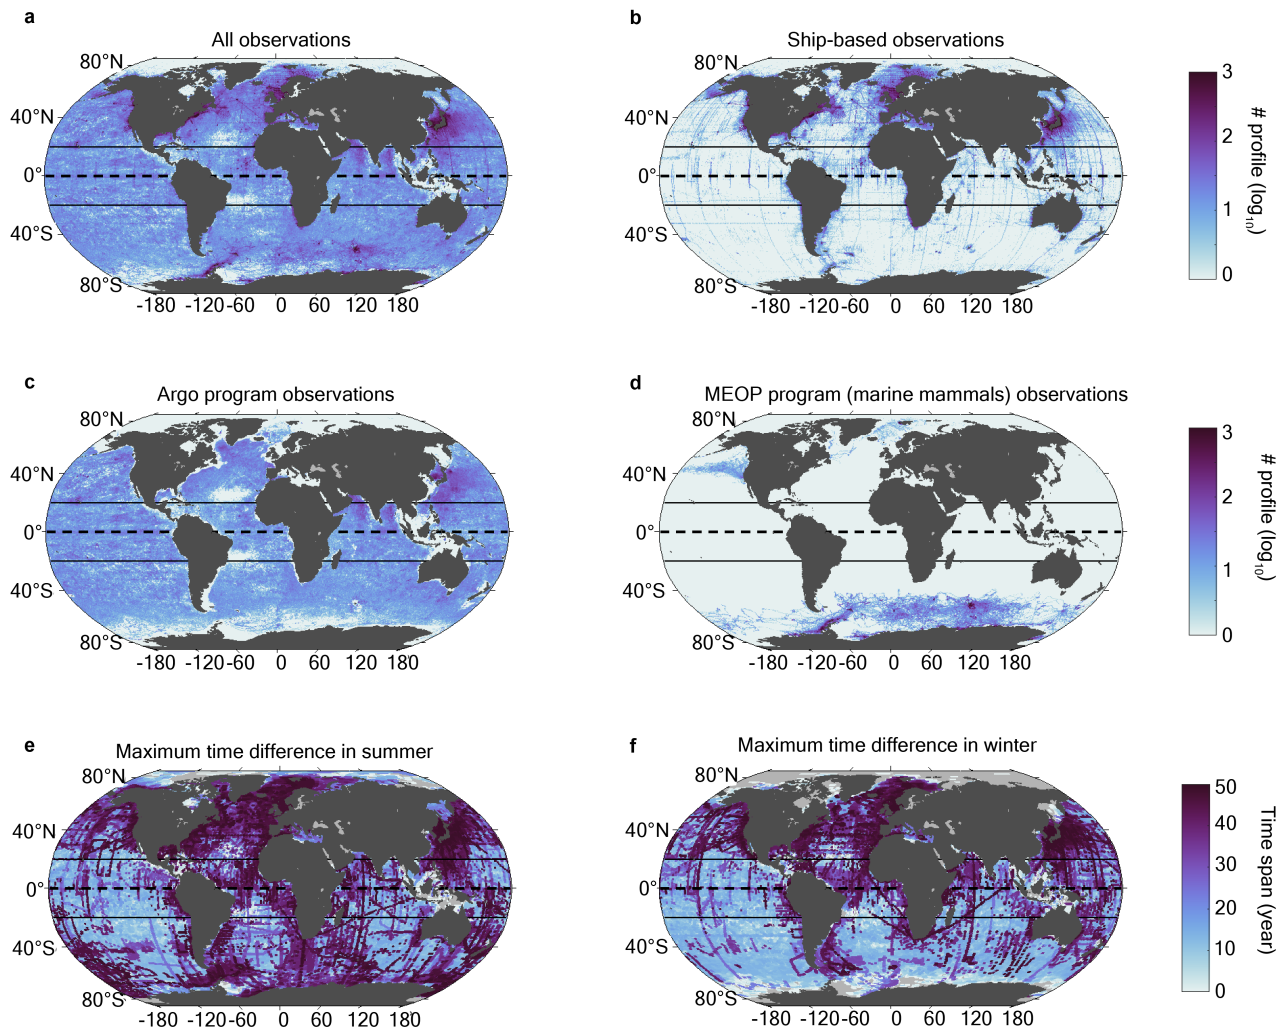 a
All observations
80°N
40°N
0°
40°S
80°S
-180 -120 -60 0 60 120 180
b
Ship-based observations
80°N
40°N
0°
40°S
80°S
-180 -120 -60 0 60 120 180
3
2
1
0
# profile (log10)
c
Argo program observations
80°N
40°N
0°
40°S
80°S
-180 -120 -60 0 60 120 180
d
MEOP program (marine mammals) observations
80°N
40°N
0°
40°S
80°S
-180 -120 -60 0 60 120 180
3
2
1
0
# profile (log10)
e
Maximum time difference in summer
80°N
40°N
0°
40°S
80°S
-180 -120 -60 0 60 120 180
f
Maximum time difference in winter
80°N
40°N
0°
40°S
80°S
-180 -120 -60 0 60 120 180
50
40
30
20
10
0
Time span (year)